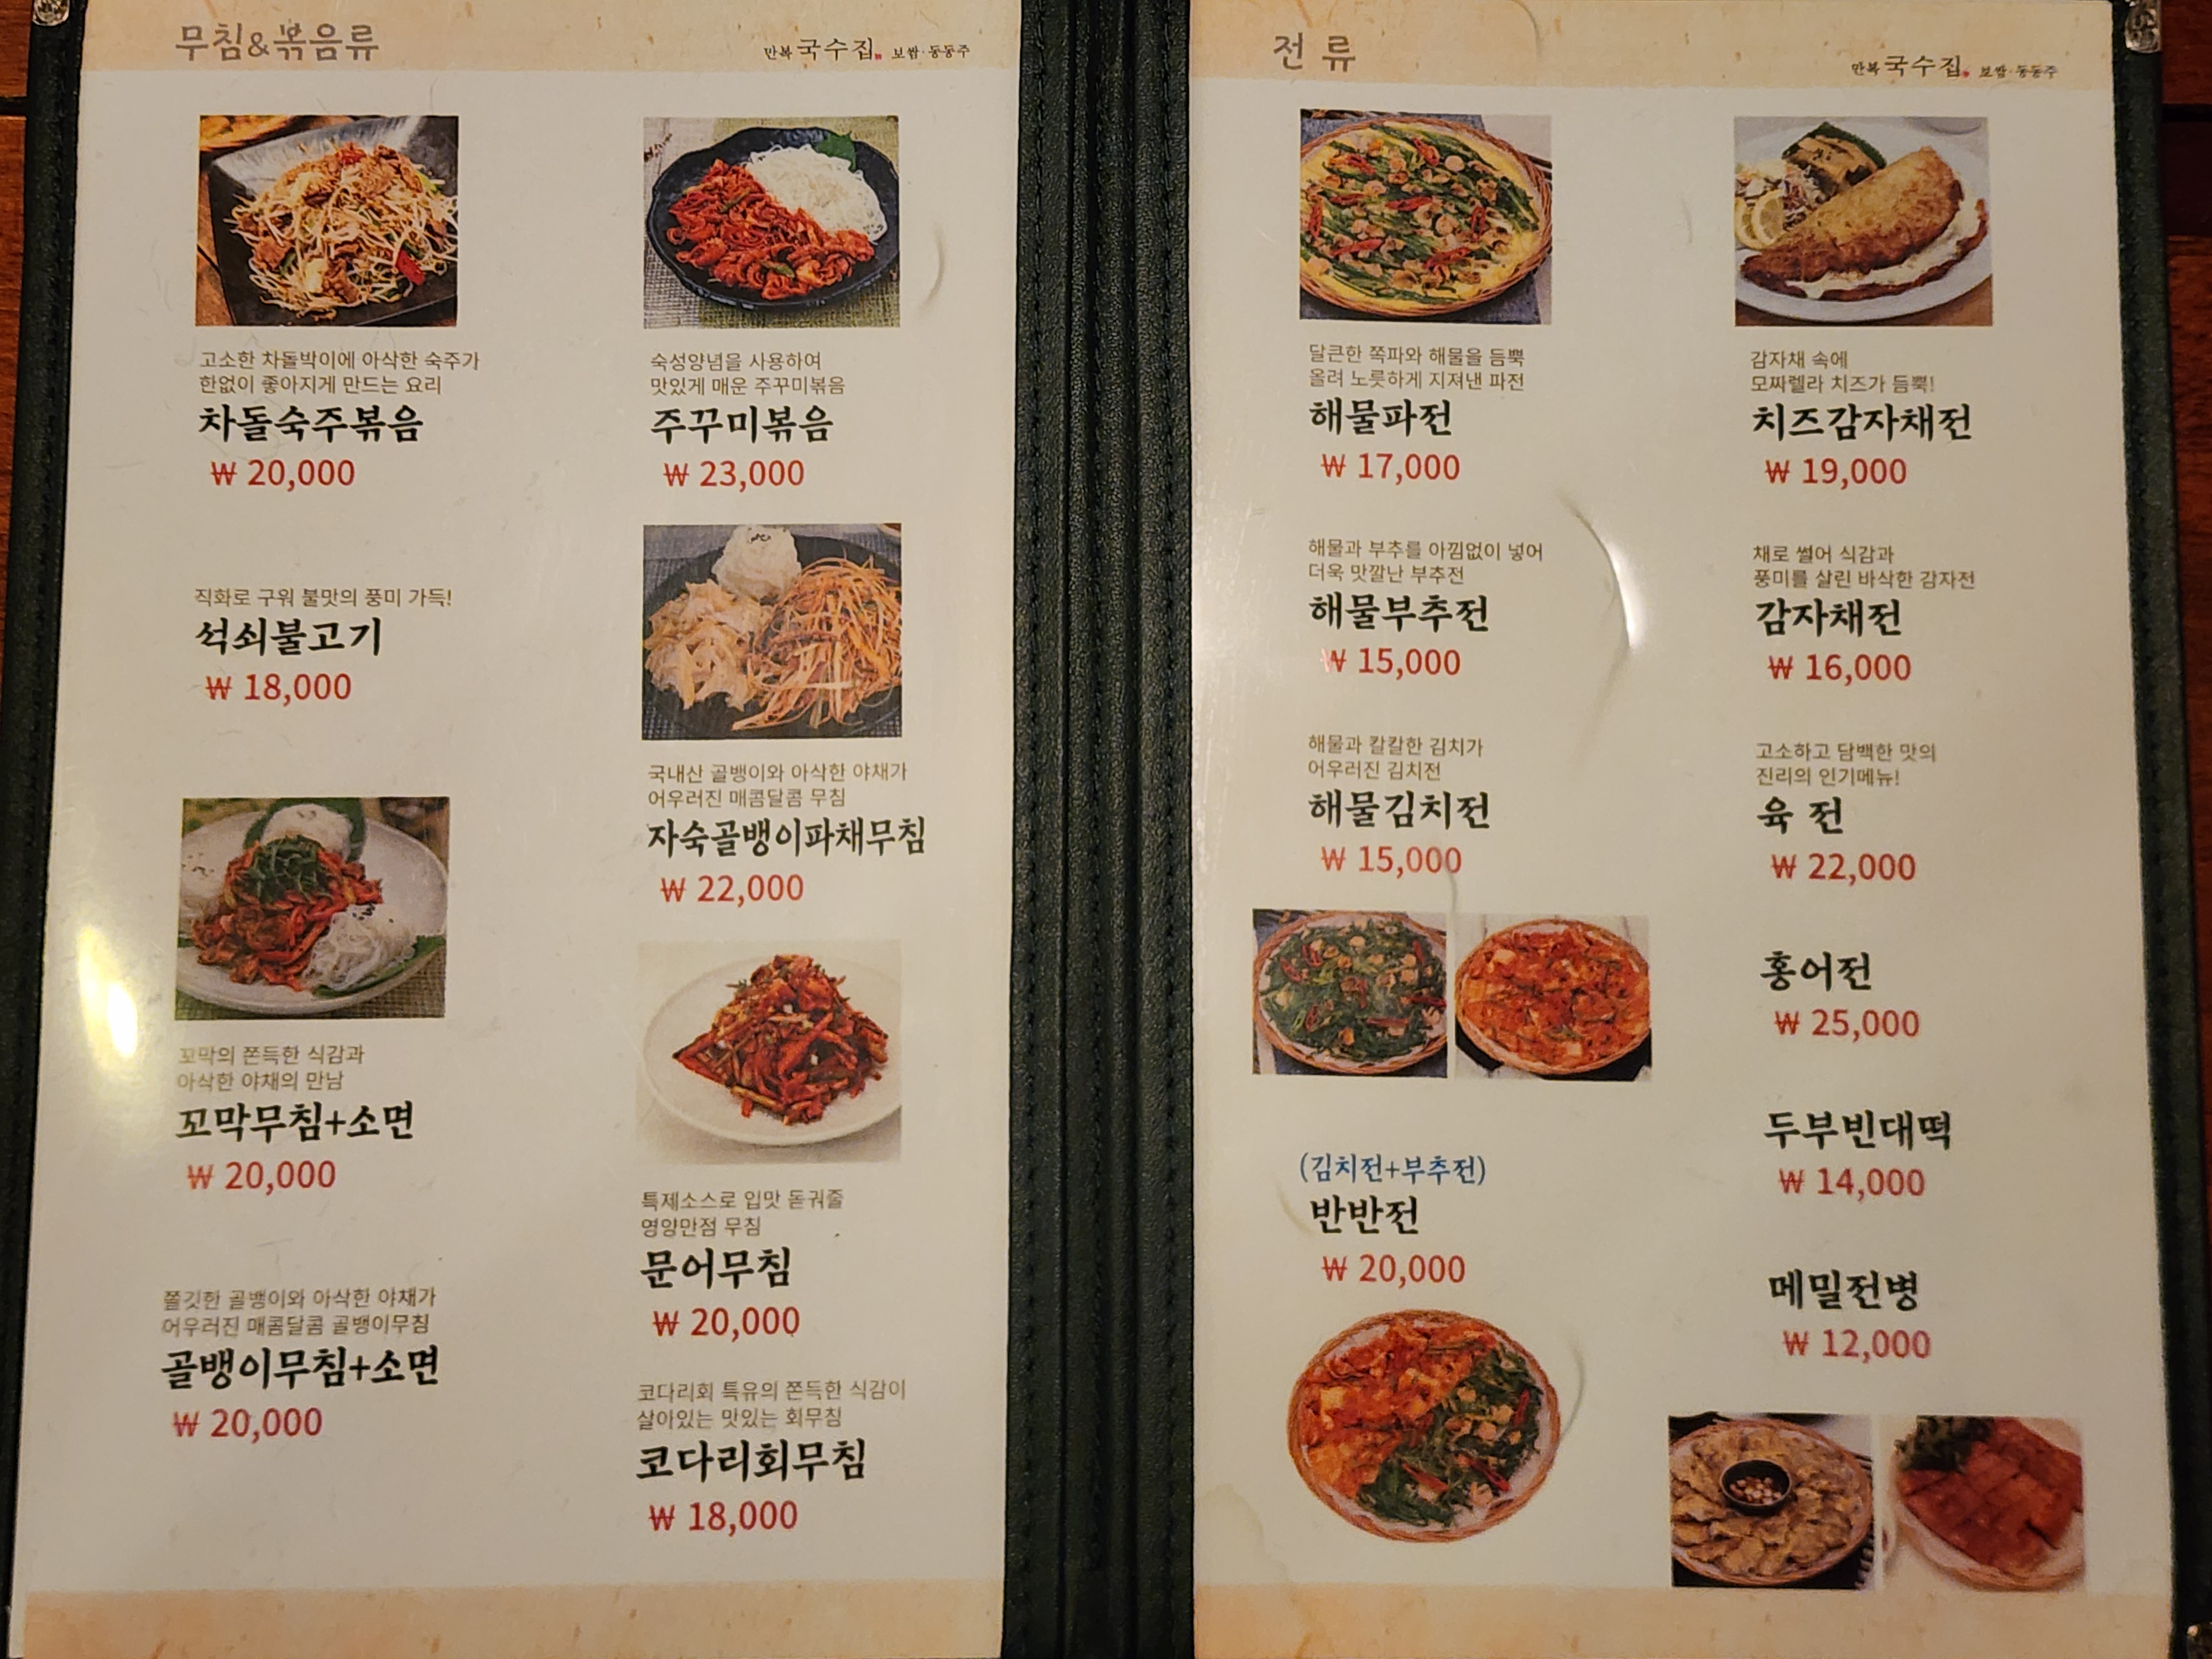 무침&볶음류
만복 국수집 보쌈·동동주
고소한 차돌박이에 아삭한 숙주가
한없이 좋아지게 만드는 요리
차돌숙주볶음
₩ 20,000
직화로 구워 불맛의 풍미 가득!
석쇠불고기
₩ 18,000
꼬막의 쫀득한 식감과
아삭한 야채의 만남
꼬막무침+소면
₩ 20,000
쫄깃한 골뱅이와 아삭한 야채가
어우러진 매콤달콤 골뱅이무침
골뱅이무침+소면
₩ 20,000
숙성양념을 사용하여
맛있게 매운 주꾸미볶음
주꾸미볶음
₩ 23,000
국내산 골뱅이와 아삭한 야채가
어우러진 매콤달콤 무침
자숙골뱅이파채무침
₩ 22,000
특제소스로 입맛 돋궈줄
영양만점 무침
문어무침
₩ 20,000
코다리회 특유의 쫀득한 식감이
살아있는 맛있는 회무침
코다리회무침
₩ 18,000
전 류
만복 국수집 보쌈·동동주
달큰한 쪽파와 해물을 듬뿍
올려 노릇하게 지져낸 파전
해물파전
₩ 17,000
해물과 부추를 아낌없이 넣어
더욱 맛깔난 부추전
해물부추전
₩ 15,000
해물과 칼칼한 김치가
어우러진 김치전
해물김치전
₩ 15,000
(김치전+부추전)
반반전
₩ 20,000
감자채 속에
모짜렐라 치즈가 듬뿍!
치즈감자채전
₩ 19,000
채로 썰어 식감과
풍미를 살린 바삭한 감자전
감자채전
₩ 16,000
고소하고 담백한 맛의
진리의 인기메뉴!
육 전
₩ 22,000
홍어전
₩ 25,000
두부빈대떡
₩ 14,000
메밀전병
₩ 12,000